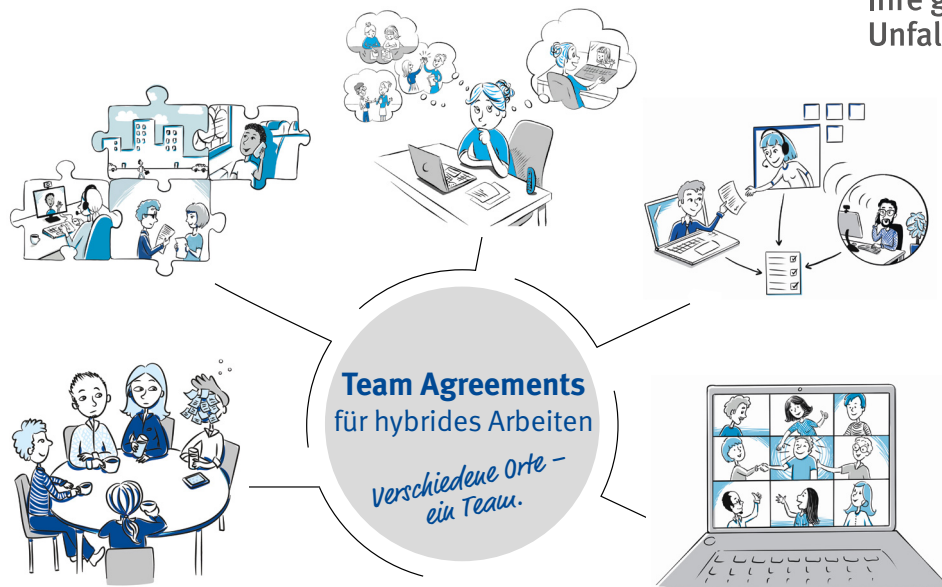 Unfal
Team Agreements
für hybrides Arbeiten
Verschiedene Orte –
ein Team.